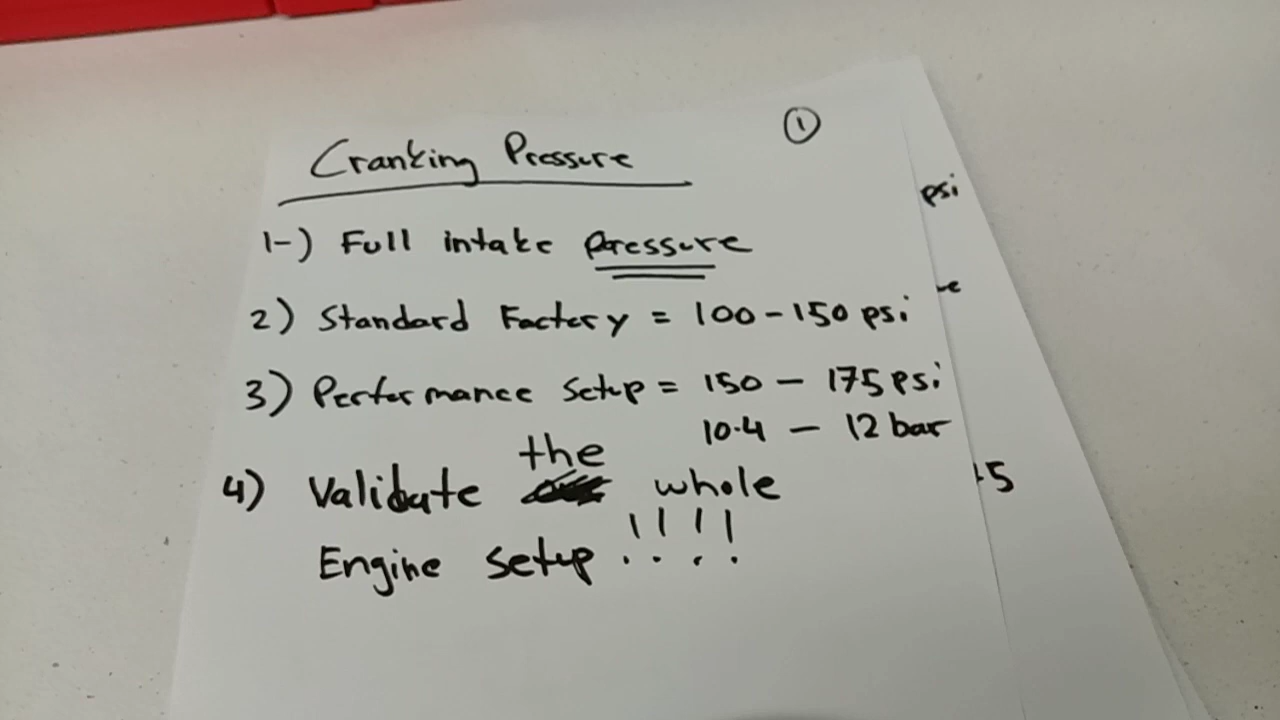 Cranking Pressure
①
1-) Full intake pressure
2) Standard Factory = 100-150 psi
3) Performance Setup = 150 - 175 psi
10.4 - 12 bar
4) Validate the whole
Engine setup !!!!
psi